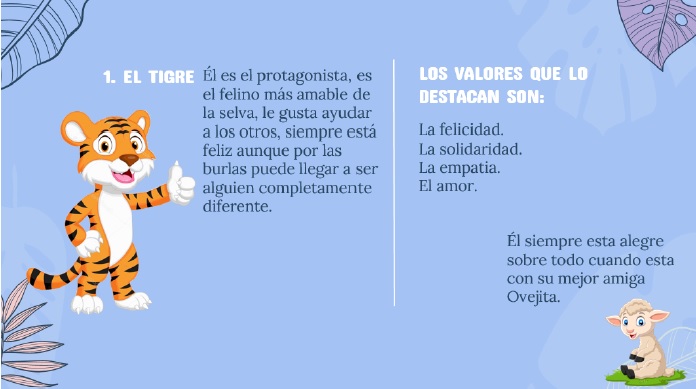 1. EL TIGRE
Él es el protagonista, es
el felino más amable de
la selva, le gusta ayudar
a los otros, siempre está
feliz aunque por las
burlas puede llegar a ser
alguien completamente
diferente.
LOS VALORES QUE LO
DESTACAN SON:
La felicidad.
La solidaridad.
La empatia.
El amor.
Él siempre esta alegre
sobre todo cuando esta
con su mejor amiga
Ovejita.